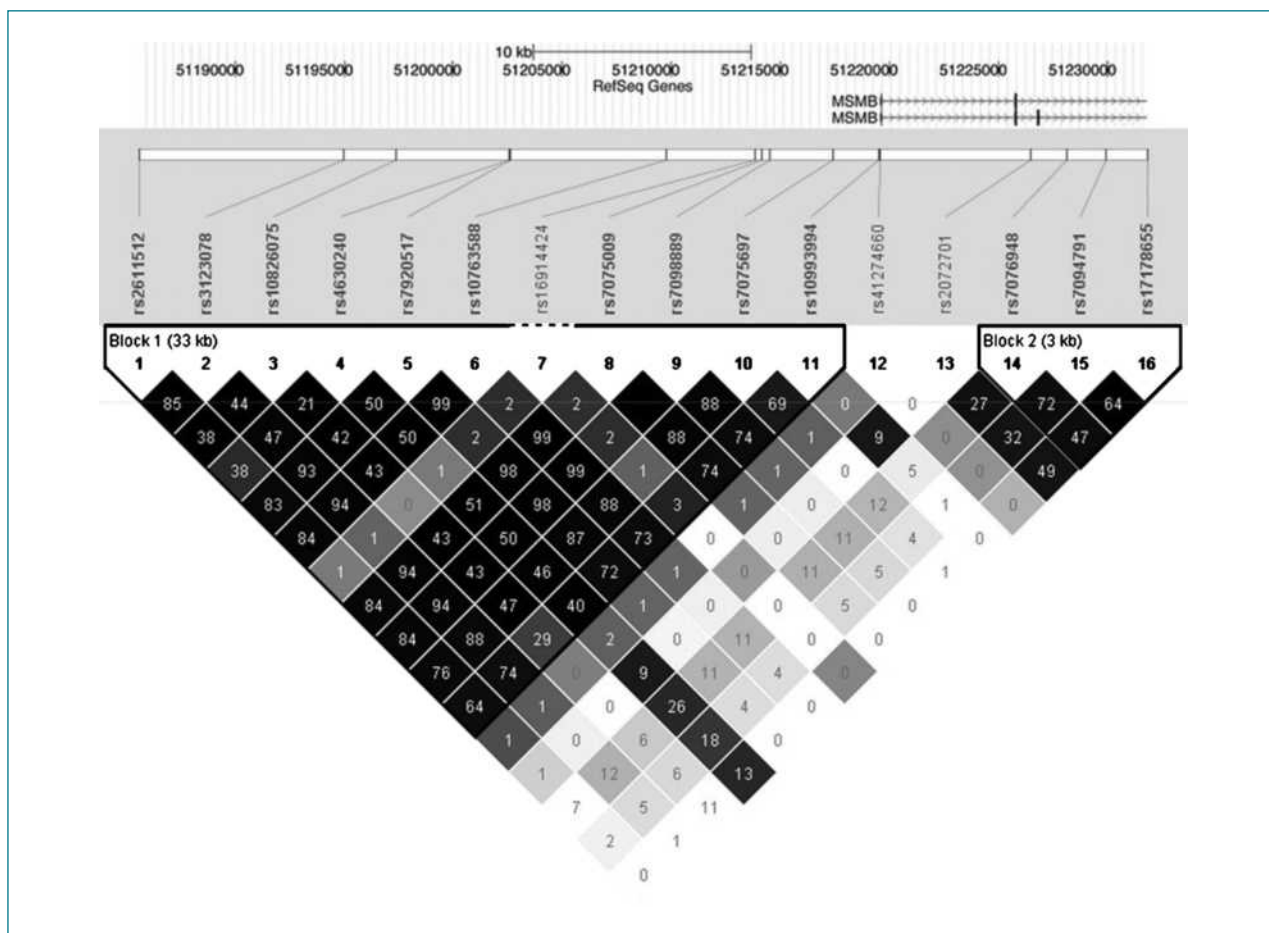 10 kb
51190000 51195000 51200000 51205000 51210000 51215000 51220000 51225000 51230000
RefSeq Genes
MSMB
MSMB
rs2611512
rs3123078
rs10826075
rs4630240
rs7920517
rs10763588
rs16914424
rs7075009
rs7098889
rs7075697
rs10993994
rs41274660
rs2072701
rs7076948
rs7094791
rs17178655
Block 1 (33 kb) Block 2 (3 kb)
1 2 3 4 5 6 7 8 9 10 11 12 13 14 15 16
85 44 21 50 99 2 2 88 69 0 0 27 72 64
38 47 42 50 2 99 2 88 74 1 9 0 32 47
38 93 43 1 98 99 1 74 1 0 5 0 49
83 94 0 51 98 88 3 1 0 12 1 0
84 1 43 50 87 73 0 0 11 4 0
1 94 43 46 72 1 0 11 5 1
84 94 47 40 1 0 0 5 0
84 88 29 2 0 11 0 0
76 74 0 9 11 4 0
64 1 0 26 4 0
1 0 6 18 0
1 12 6 13
7 5 11
2 1
0